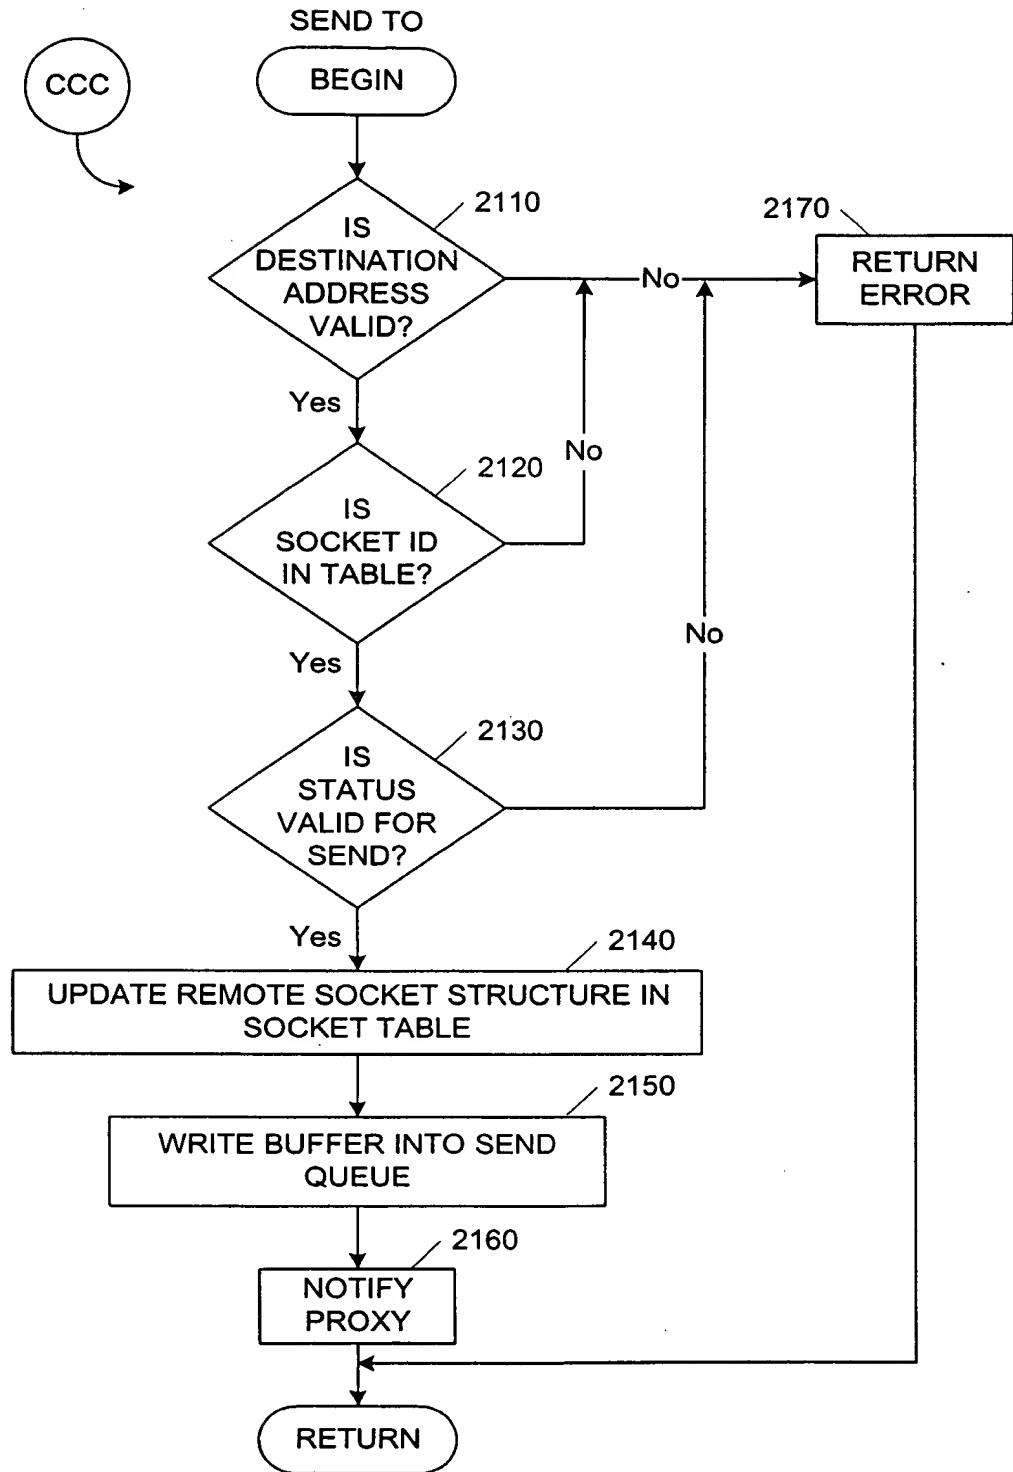 SEND TO
CCC
BEGIN
2110
IS
DESTINATION
ADDRESS
VALID?
No
2170
RETURN
ERROR
Yes
2120
IS
SOCKET ID
IN TABLE?
No
Yes
2130
IS
STATUS
VALID FOR
SEND?
No
Yes
2140
UPDATE REMOTE SOCKET STRUCTURE IN
SOCKET TABLE
2150
WRITE BUFFER INTO SEND
QUEUE
2160
NOTIFY
PROXY
RETURN